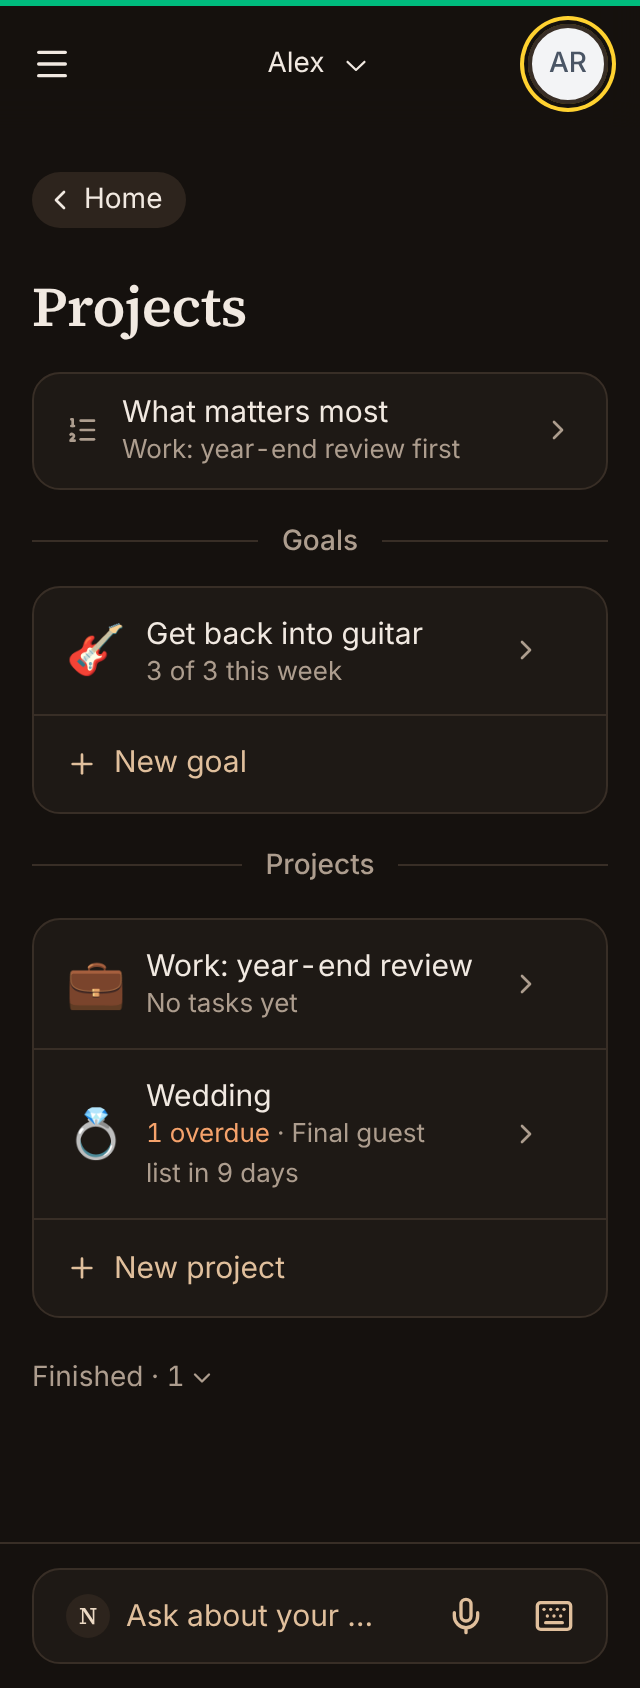 Alex
AR
Home
Projects
What matters most
Work: year-end review first
Goals
Get back into guitar
3 of 3 this week
+ New goal
Projects
Work: year-end review
No tasks yet
Wedding
1 overdue · Final guest
list in 9 days
+ New project
Finished · 1
N Ask about your ...